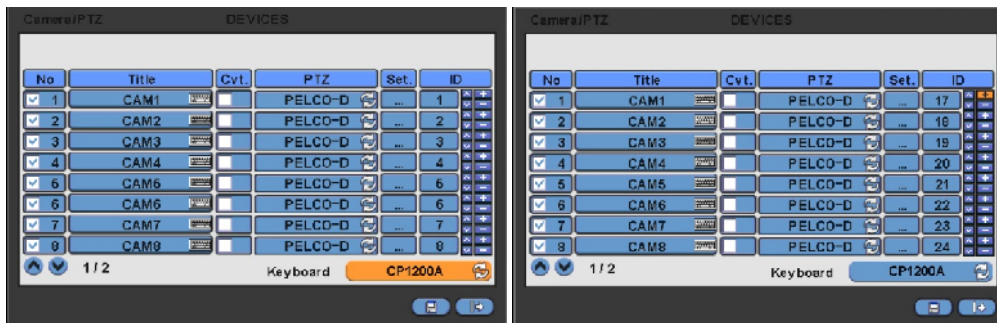 Camera/PTZ DEVICES
No Title Cvt. PTZ Set. ID
1 CAM1 PELCO-D ... 1
2 CAM2 PELCO-D ... 2
3 CAM3 PELCO-D ... 3
4 CAM4 PELCO-D ... 4
5 CAM5 PELCO-D ... 5
6 CAM6 PELCO-D ... 6
7 CAM7 PELCO-D ... 7
8 CAM8 PELCO-D ... 8
1/2 Keyboard CP1200A
Camera/PTZ DEVICES
No Title Cvt. PTZ Set. ID
1 CAM1 PELCO-D ... 17
2 CAM2 PELCO-D ... 18
3 CAM3 PELCO-D ... 19
4 CAM4 PELCO-D ... 20
5 CAM5 PELCO-D ... 21
6 CAM6 PELCO-D ... 22
7 CAM7 PELCO-D ... 23
8 CAM8 PELCO-D ... 24
1/2 Keyboard CP1200A